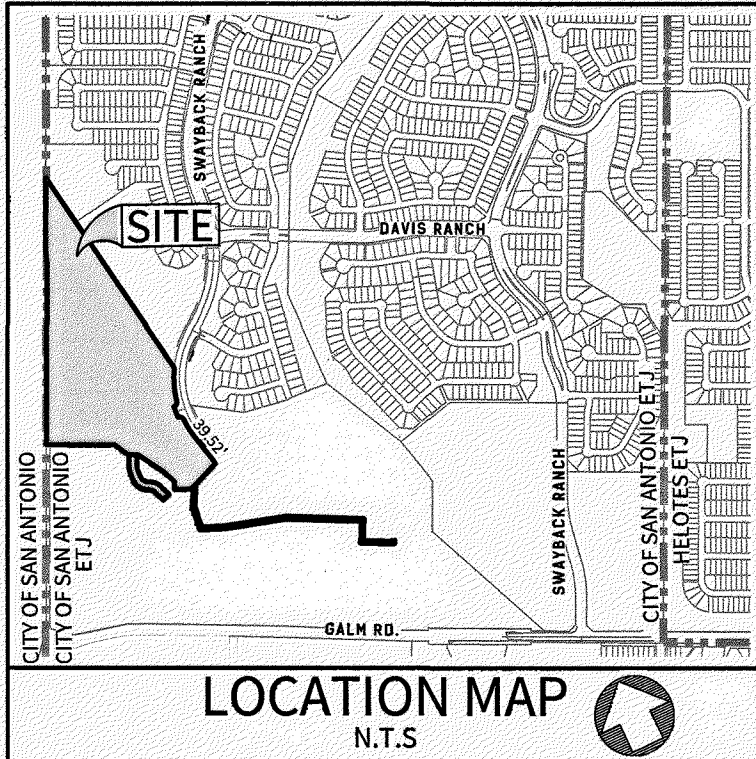 SWAYBACK RANCH
SITE
DAVIS RANCH
39.52'
SWAYBACK RANCH
CITY OF SAN ANTONIO
CITY OF SAN ANTONIO
ETJ
CITY OF SAN ANTONIO ETJ
HELOTES ETJ
GALM RD.
LOCATION MAP
N.T.S